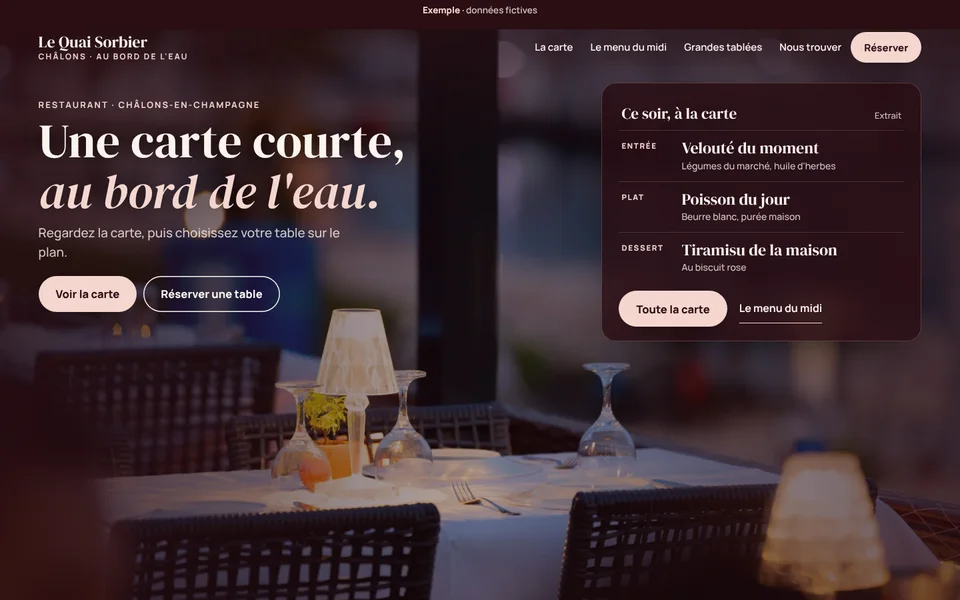 Exemple · données fictives
Le Quai Sorbier
CHÂLONS · AU BORD DE L'EAU
La carte
Le menu du midi
Grandes tablées
Nous trouver
Réserver
RESTAURANT · CHÂLONS-EN-CHAMPAGNE
Une carte courte,
au bord de l'eau.
Regardez la carte, puis choisissez votre table sur le
plan.
Voir la carte
Réserver une table
Ce soir, à la carte
Extrait
ENTRÉE
Velouté du moment
Légumes du marché, huile d'herbes
PLAT
Poisson du jour
Beurre blanc, purée maison
DESSERT
Tiramisu de la maison
Au biscuit rose
Toute la carte
Le menu du midi